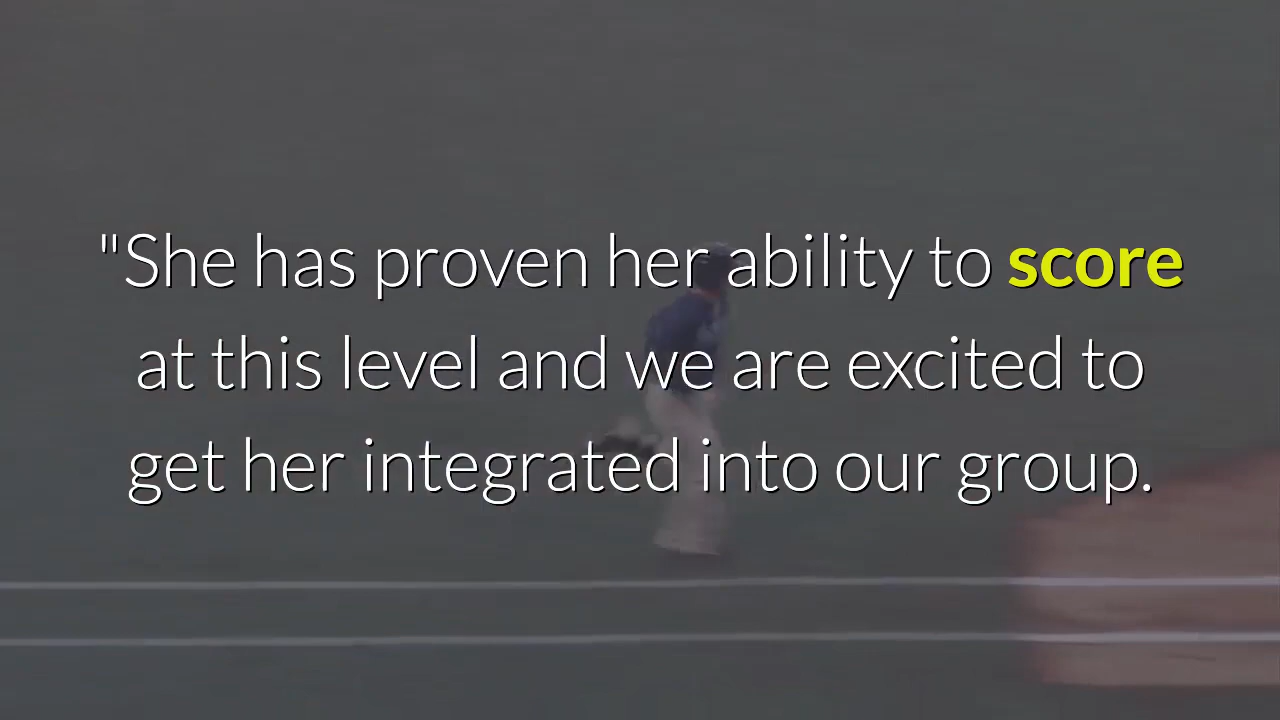 "She has proven her ability to score
at this level and we are excited to
get her integrated into our group.